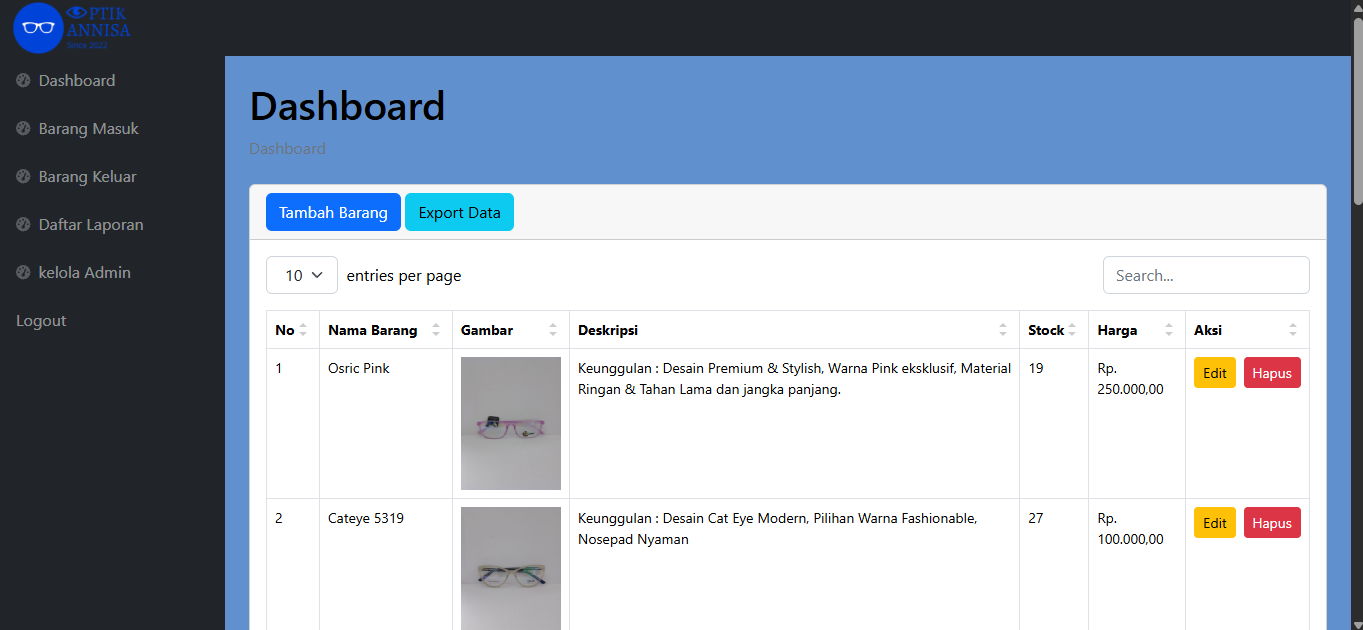 PTIK
ANNISA
Since 2022
Dashboard
Barang Masuk
Barang Keluar
Daftar Laporan
kelola Admin
Logout
Dashboard
Dashboard
Tambah Barang Export Data
10 entries per page Search...
No Nama Barang Gambar Deskripsi Stock Harga Aksi
1 Osric Pink Keunggulan : Desain Premium & Stylish, Warna Pink eksklusif, Material 19 Rp. Edit Hapus
Ringan & Tahan Lama dan jangka panjang. 250.000,00
2 Cateye 5319 Keunggulan : Desain Cat Eye Modern, Pilihan Warna Fashionable, 27 Rp. Edit Hapus
Nosepad Nyaman 100.000,00